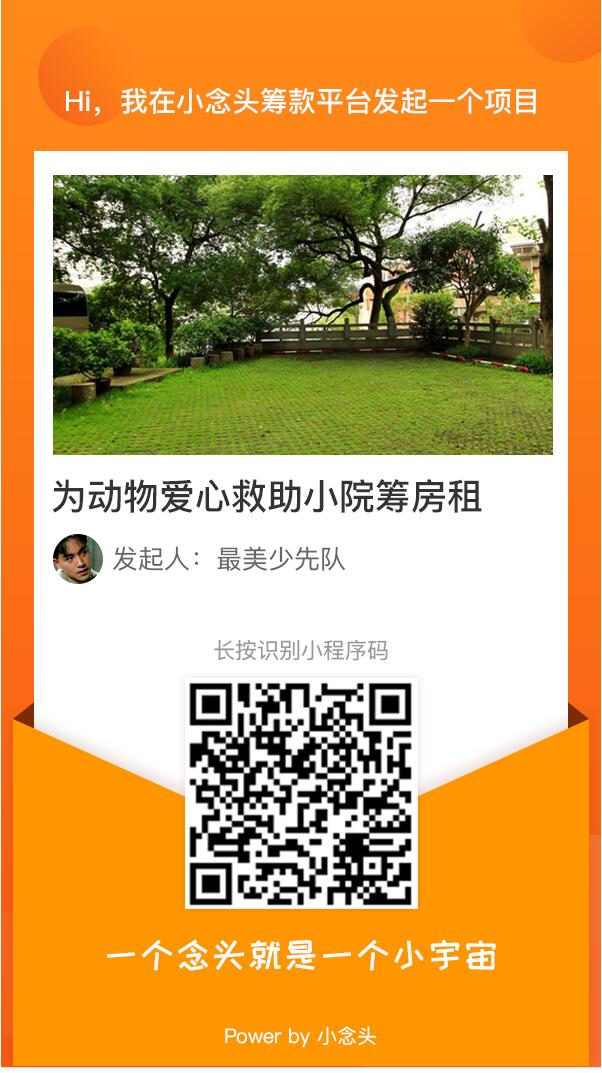 Hi，我在小念头筹款平台发起一个项目
为动物爱心救助小院筹房租
发起人：最美少先队
长按识别小程序码
一个念头就是一个小宇宙
Power by 小念头